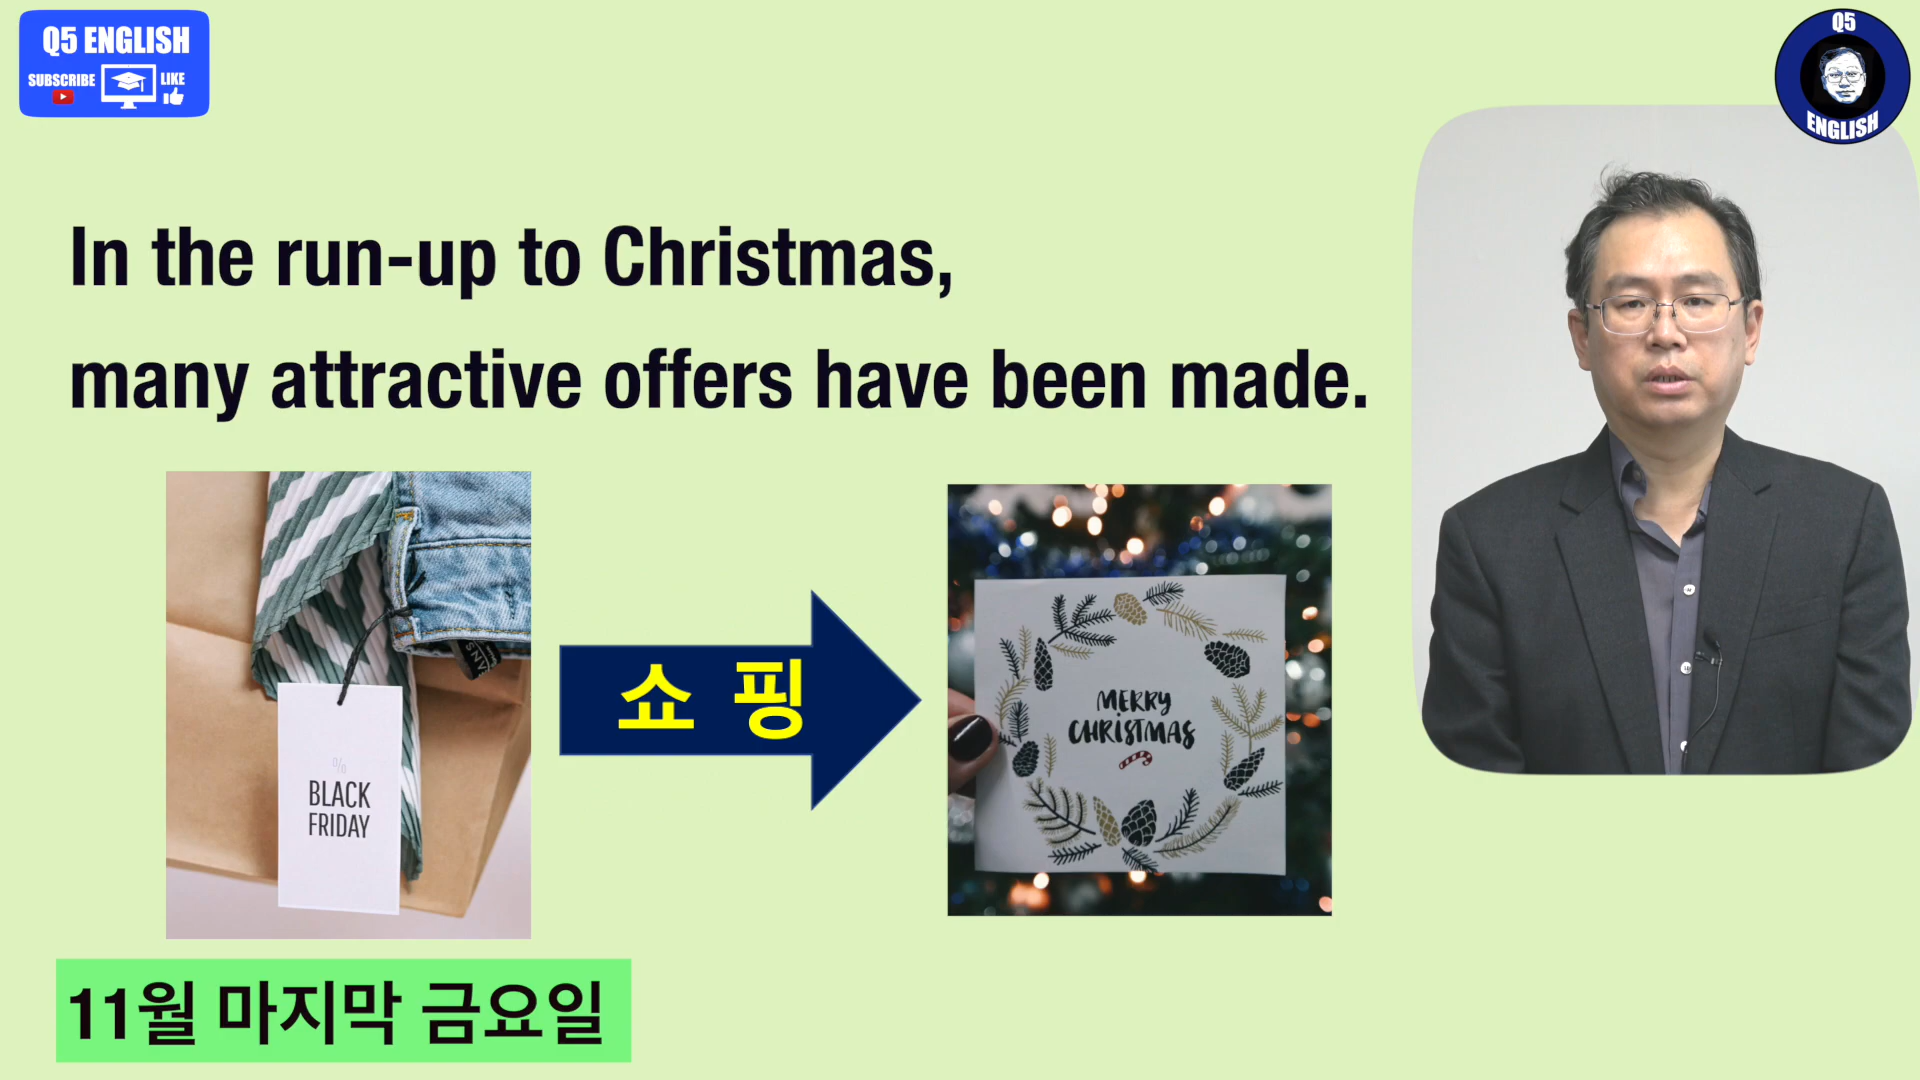 Q5 ENGLISH
SUBSCRIBE
LIKE
Q5
ENGLISH
In the run-up to Christmas,
many attractive offers have been made.
쇼 핑
%
BLACK
FRIDAY
MERRY
CHRISTMAS
11월 마지막 금요일